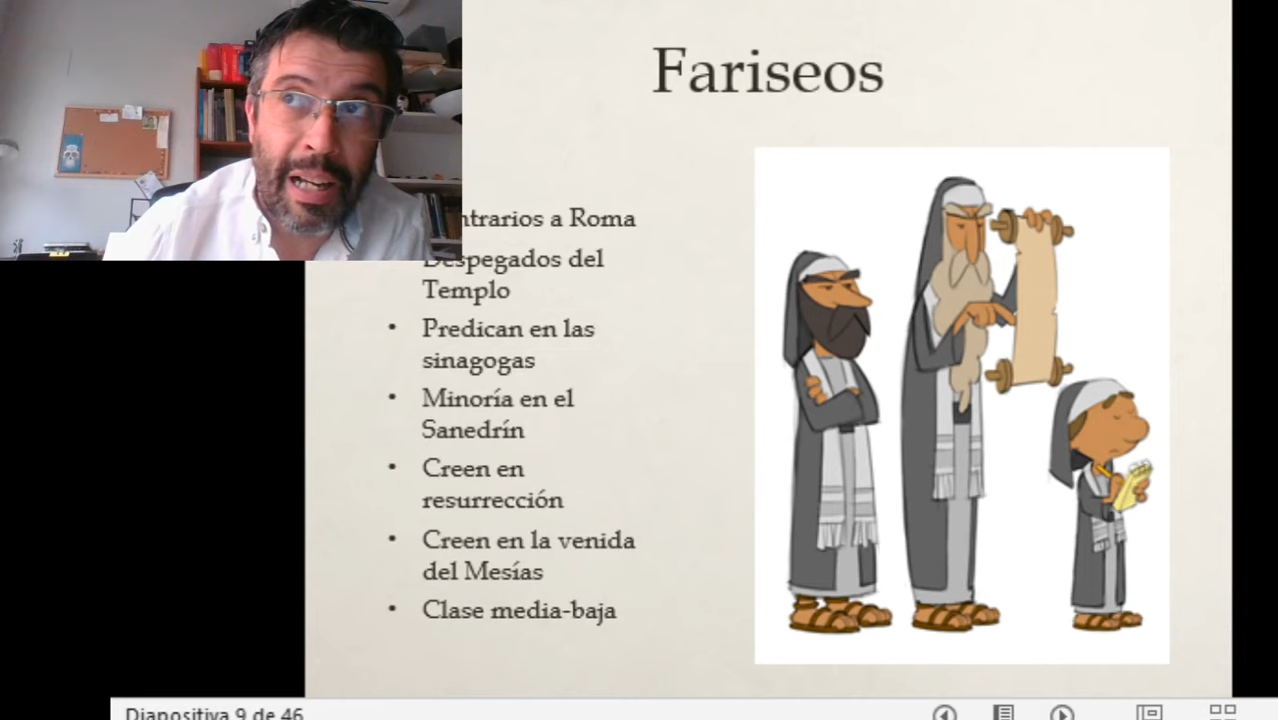 Fariseos
ntrarios a Roma
Despegados del
Templo
• Predican en las
sinagogas
• Minoría en el
Sanedrín
• Creen en
resurrección
• Creen en la venida
del Mesías
• Clase media-baja
Diapositiva 9 de 46